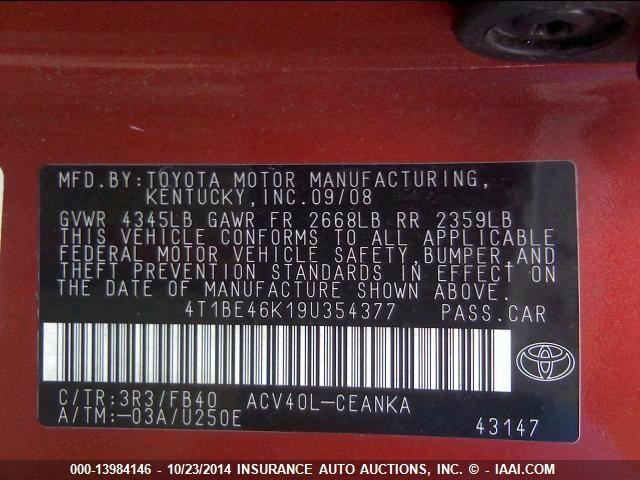 MFD.BY:TOYOTA MOTOR MANUFACTURING,
KENTUCKY,INC.09/08
GVWR 4345LB GAWR FR 2668LB RR 2359LB
THIS VEHICLE CONFORMS TO ALL APPLICABLE
FEDERAL MOTOR VEHICLE SAFETY,BUMPER,AND
THEFT PREVENTION STANDARDS IN EFFECT ON
THE DATE OF MANUFACTURE SHOWN ABOVE.
4T1BE46K19U354377 PASS.CAR
C/TR:3R3/FB40 ACV40L-CEANKA
A/TM:-03A/U250E 43147
000-13984146 - 10/23/2014 INSURANCE AUTO AUCTIONS, INC. - © IAAI.COM